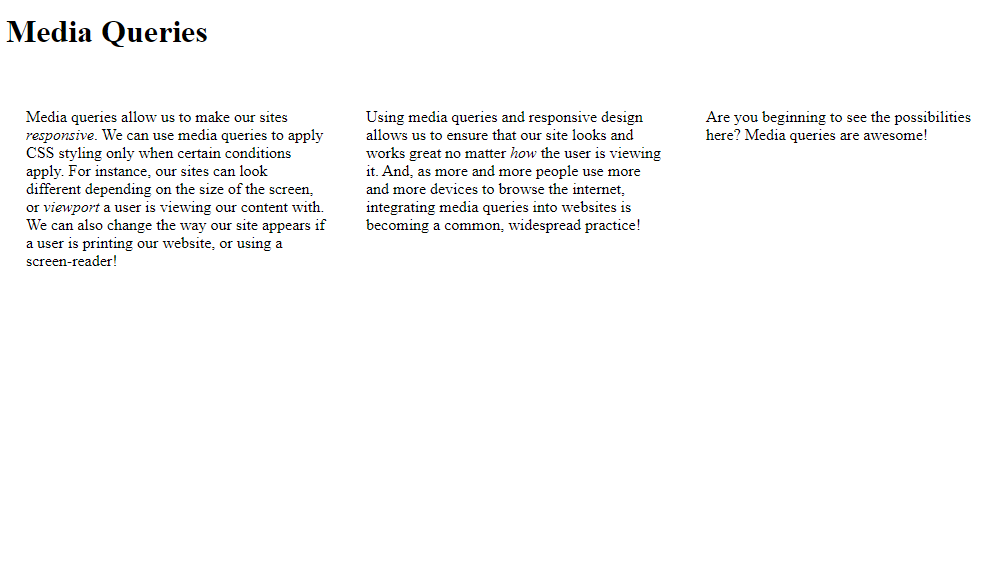 Media Queries
Media queries allow us to make our sites
responsive. We can use media queries to apply
CSS styling only when certain conditions
apply. For instance, our sites can look
different depending on the size of the screen,
or viewport a user is viewing our content with.
We can also change the way our site appears if
a user is printing our website, or using a
screen-reader!
Using media queries and responsive design
allows us to ensure that our site looks and
works great no matter how the user is viewing
it. And, as more and more people use more
and more devices to browse the internet,
integrating media queries into websites is
becoming a common, widespread practice!
Are you beginning to see the possibilities
here? Media queries are awesome!